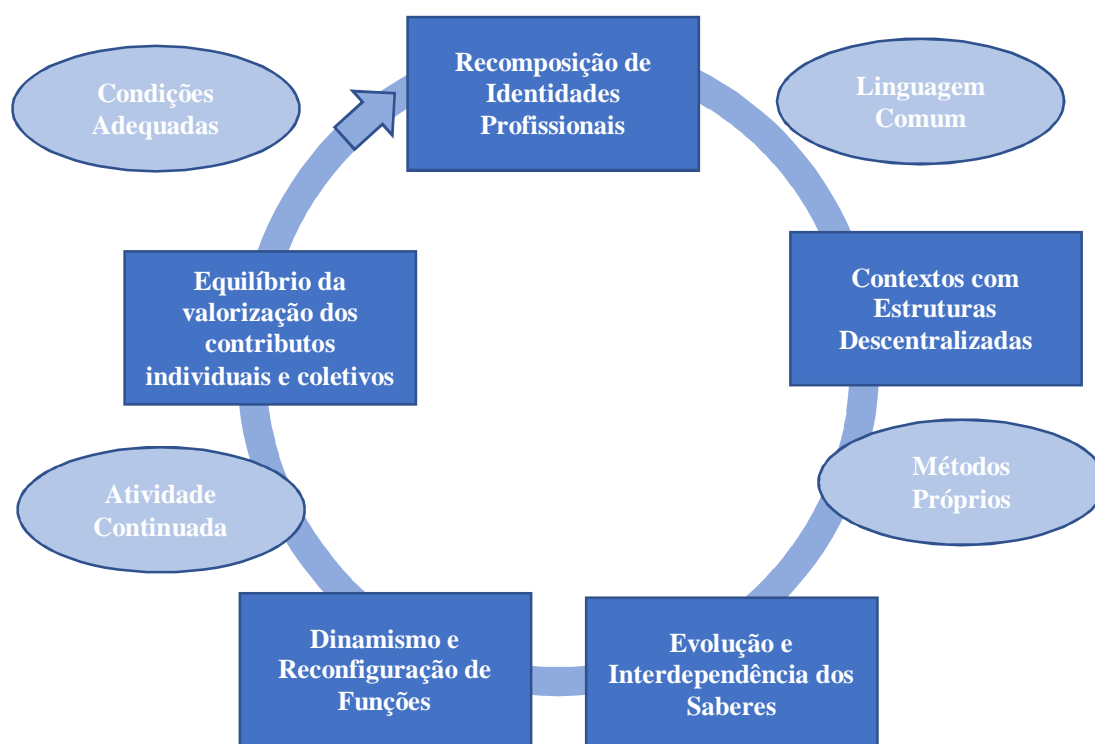 Recomposição de
Identidades
Profissionais
Condições
Adequadas
Linguagem
Comum
Equilíbrio da
valorização dos
contributos
individuais e coletivos
Contextos com
Estruturas
Descentralizadas
Atividade
Continuada
Métodos
Próprios
Dinamismo e
Reconfiguração de
Funções
Evolução e
Interdependência dos
Saberes